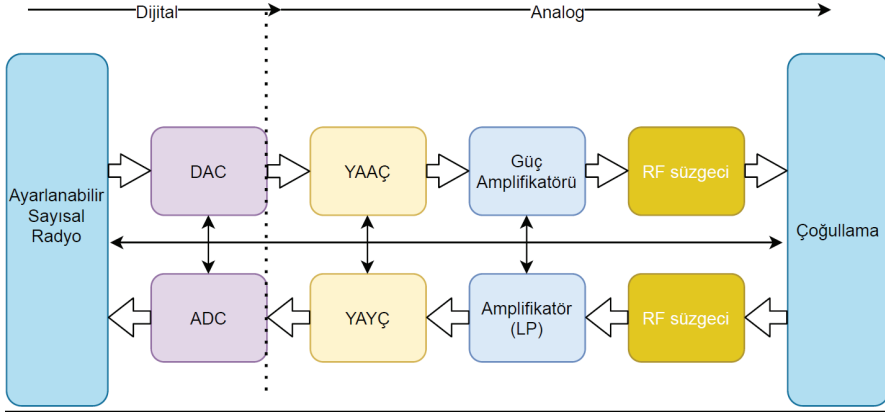 Dijital
Analog
Ayarlanabilir
Sayısal
Radyo
DAC
YAAÇ
Güç
Amplifikatörü
RF süzgeci
Çoğullama
ADC
YAYÇ
Amplifikatör
(LP)
RF süzgeci